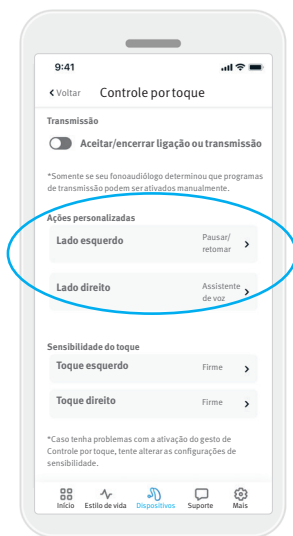 9:41
Voltar Controle por toque
Transmissão
Aceitar/encerrar ligação ou transmissão
*Somente se seu fonoaudiólogo determinou que programas
de transmissão podem ser ativados manualmente.
Ações personalizadas
Lado esquerdo Pausar/
retomar
Lado direito Assistente
de voz
Sensibilidade do toque
Toque esquerdo Firme
Toque direito Firme
*Caso tenha problemas com a ativação do gesto de
Controle por toque, tente alterar as configurações de
sensibilidade.
Início Estilo de vida Dispositivos Suporte Mais